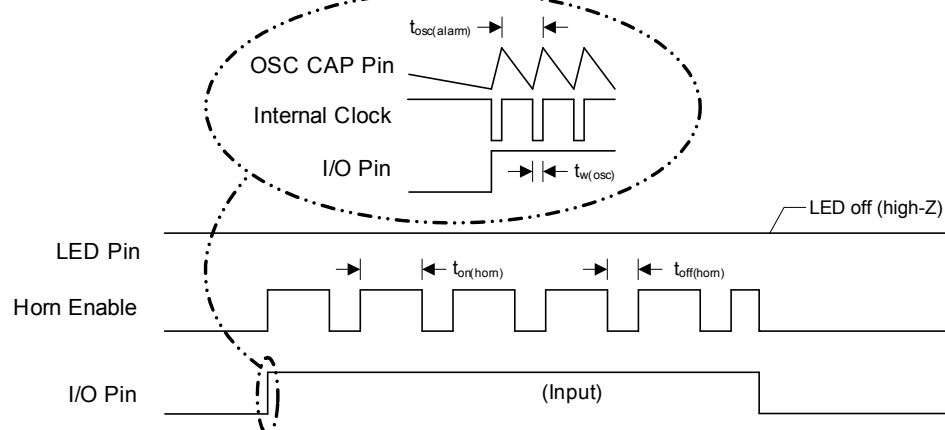 tosc(alarm)
OSC CAP Pin
Internal Clock
I/O Pin
tw(osc)
LED off (high-Z)
LED Pin
ton(horn)
toff(horn)
Horn Enable
I/O Pin
(Input)